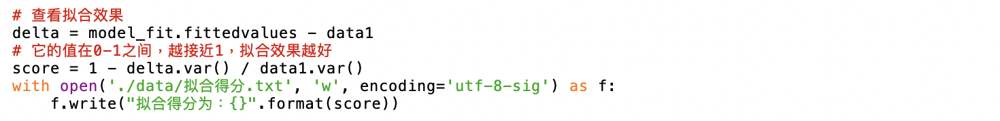 # 查看拟合效果
delta = model_fit.fittedvalues - data1
# 它的值在0-1之间，越接近1，拟合效果越好
score = 1 - delta.var() / data1.var()
with open('./data/拟合得分.txt', 'w', encoding='utf-8-sig') as f:
    f.write("拟合得分为：{}".format(score))